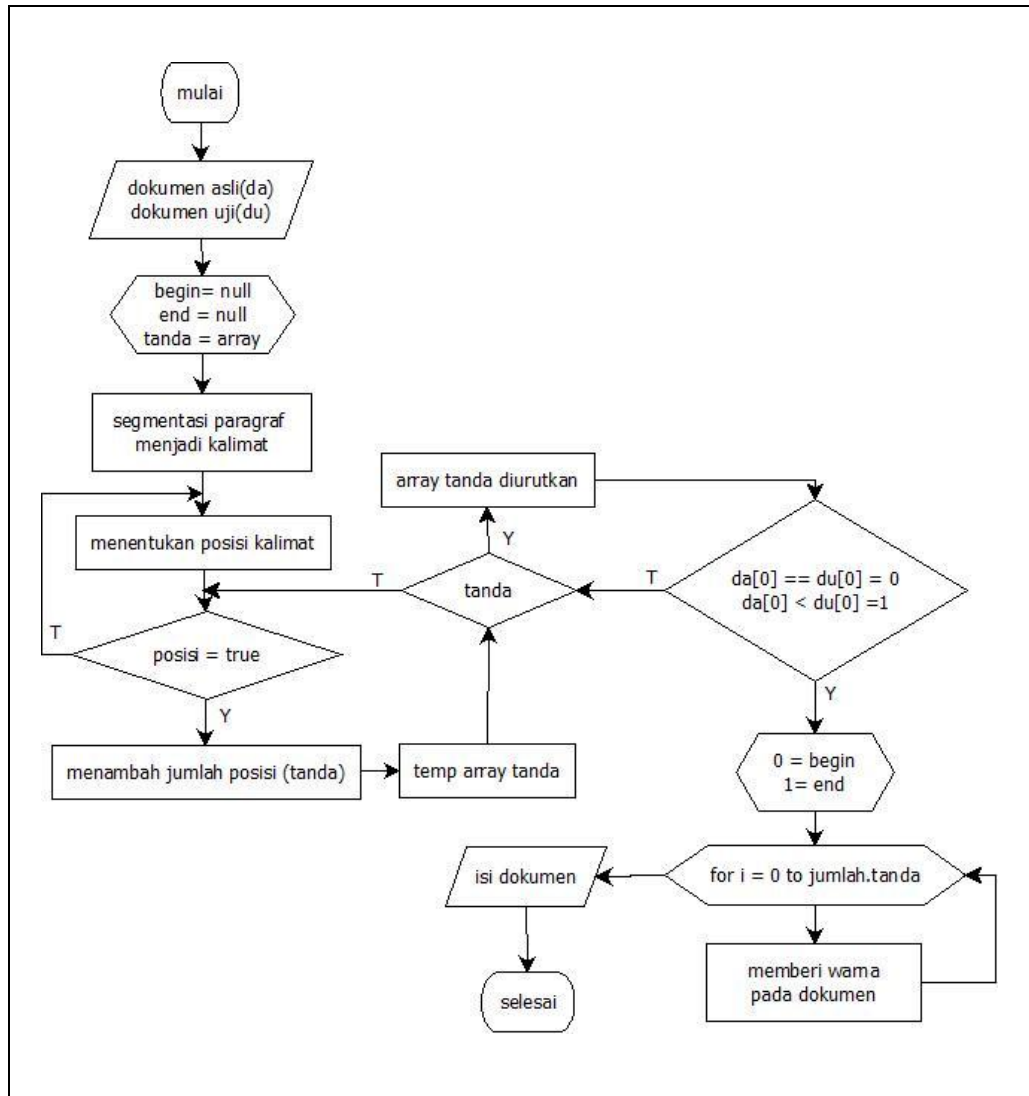 mulai
dokumen asli(da)
dokumen uji(du)
begin= null
end = null
tanda = array
segmentasi paragraf
menjadi kalimat
array tanda diurutkan
menentukan posisi kalimat
Y
T
tanda
T
da[0] == du[0] = 0
da[0] < du[0] =1
T
posisi = true
Y
Y
menambah jumlah posisi (tanda)
temp array tanda
0 = begin
1= end
isi dokumen
for i = 0 to jumlah.tanda
memberi warna
pada dokumen
selesai